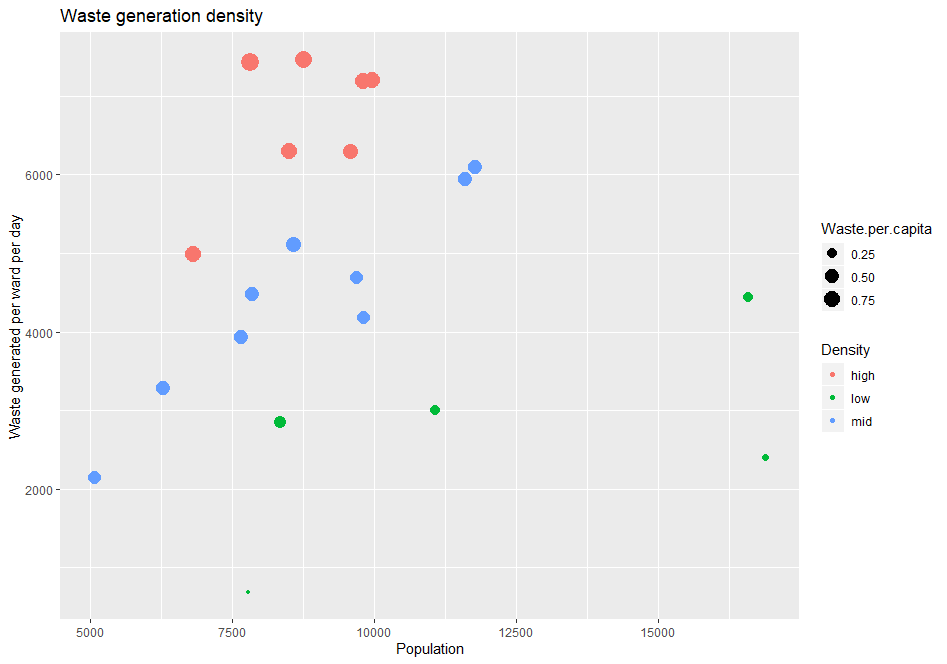 Waste generation density
Waste generated per ward per day
6000
4000
2000
5000
7500
10000
12500
15000
Population
Waste.per.capita
0.25
0.50
0.75
Density
high
low
mid